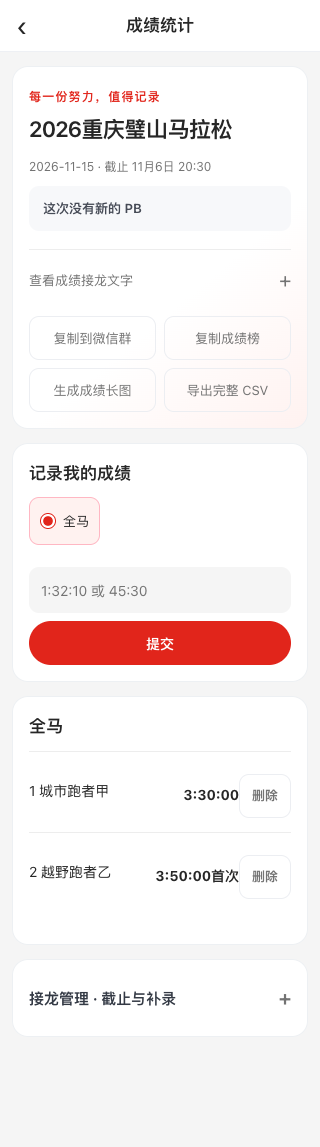 成绩统计
每一份努力，值得记录
2026重庆璧山马拉松
2026-11-15 · 截止 11月6日 20:30
这次没有新的 PB
查看成绩接龙文字 +
复制到微信群 复制成绩榜
生成成绩长图 导出完整 CSV
记录我的成绩
全马
1:32:10 或 45:30
提交
全马
1 城市跑者甲 3:30:00 删除
2 越野跑者乙 3:50:00首次 删除
接龙管理 · 截止与补录 +